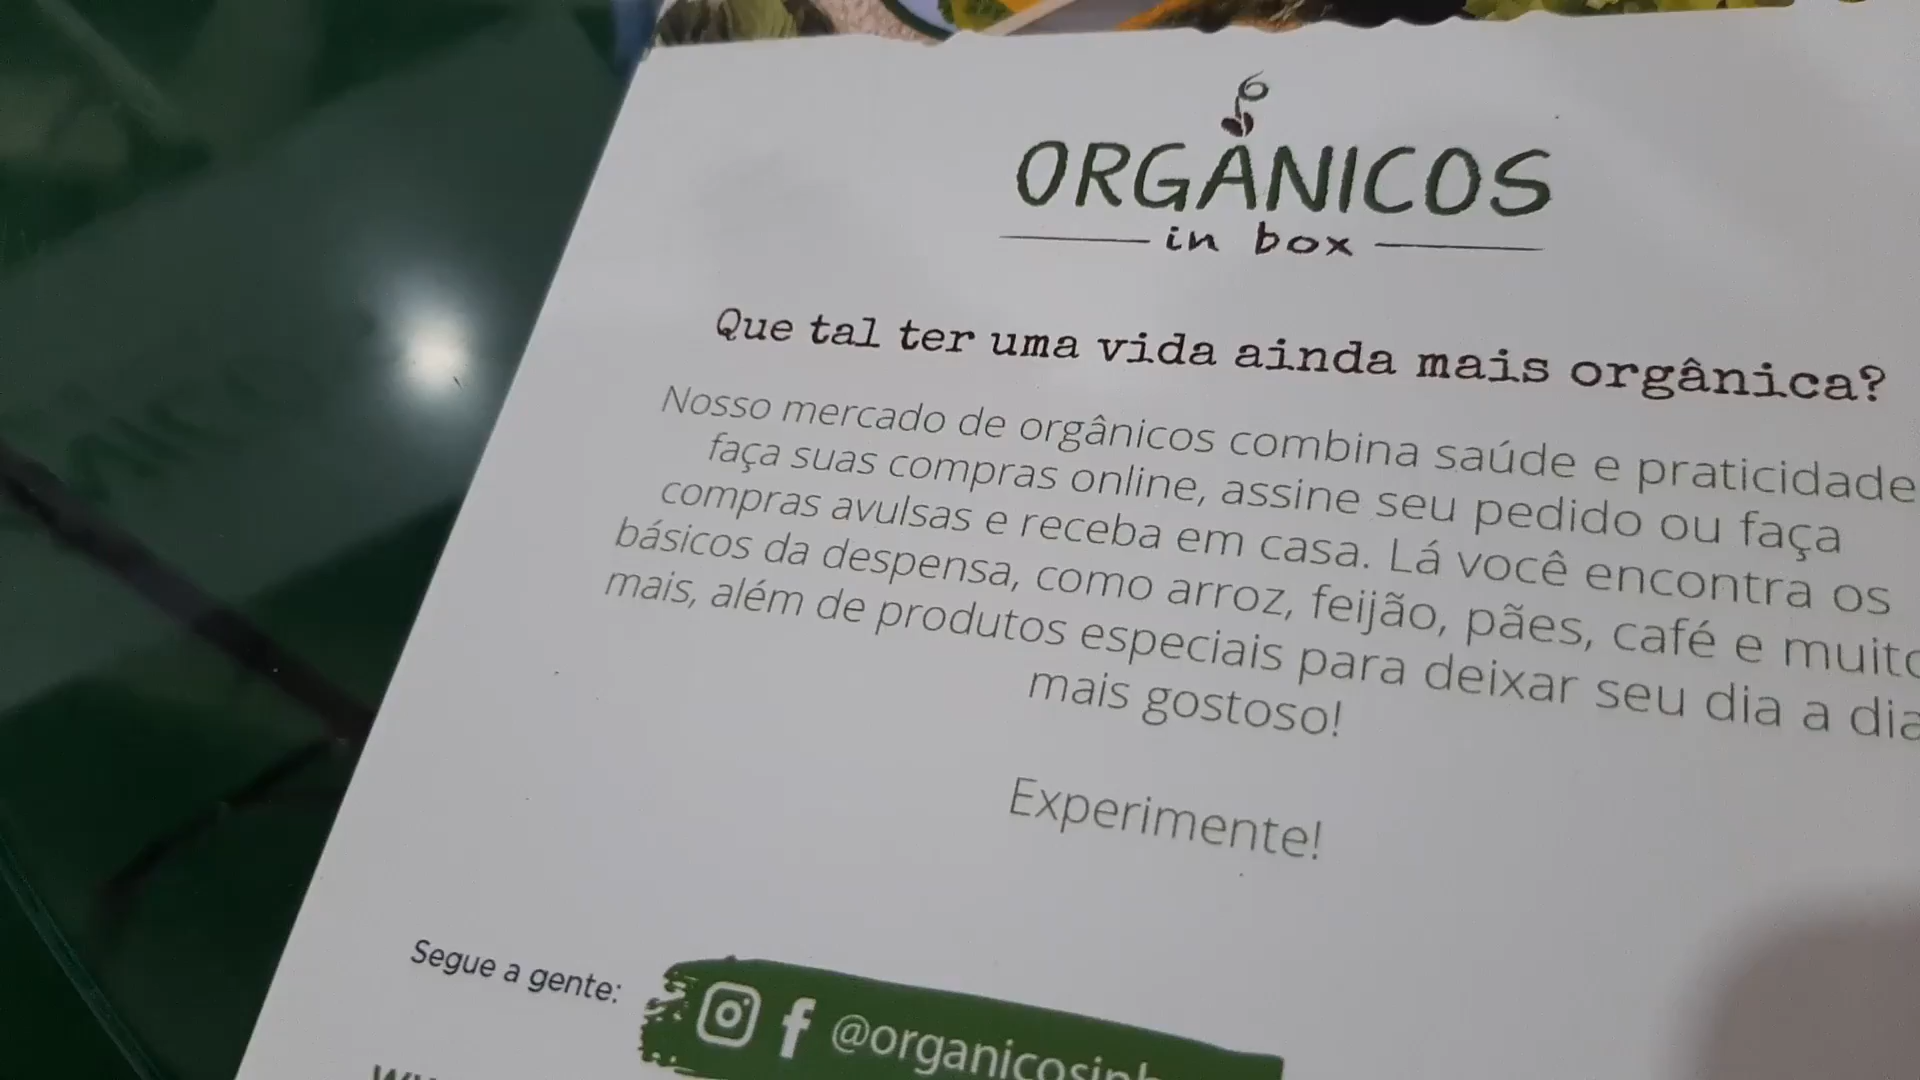 ORGÂNICOS
in box
Que tal ter uma vida ainda mais orgânica?
Nosso mercado de orgânicos combina saúde e praticidade
faça suas compras online, assine seu pedido ou faça
compras avulsas e receba em casa. Lá você encontra os
básicos da despensa, como arroz, feijão, pães, café e muito
mais, além de produtos especiais para deixar seu dia a dia
mais gostoso!
Experimente!
Segue a gente: